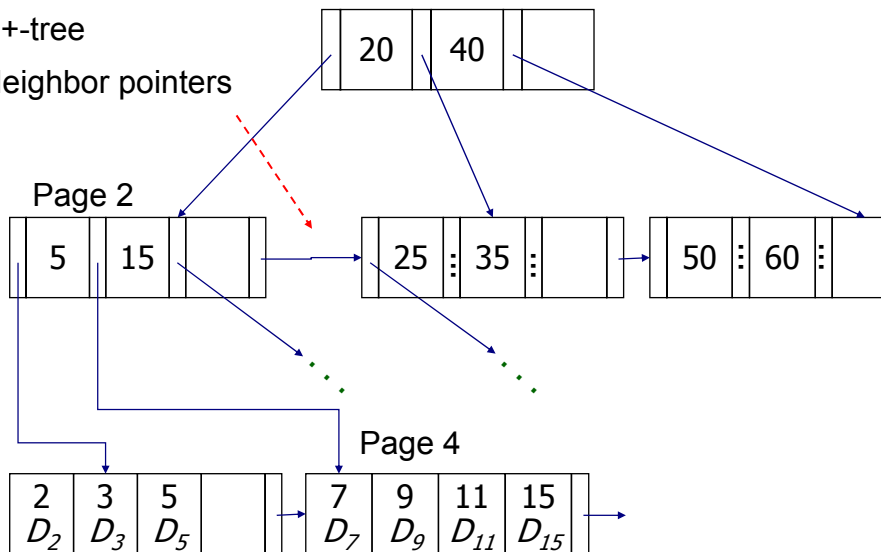 +-tree
eighbor pointers
20 40
Page 2
5 15
25 35
50 60
Page 4
2 3 5
D2 D3 D5
7 9 11 15
D7 D9 D11 D15